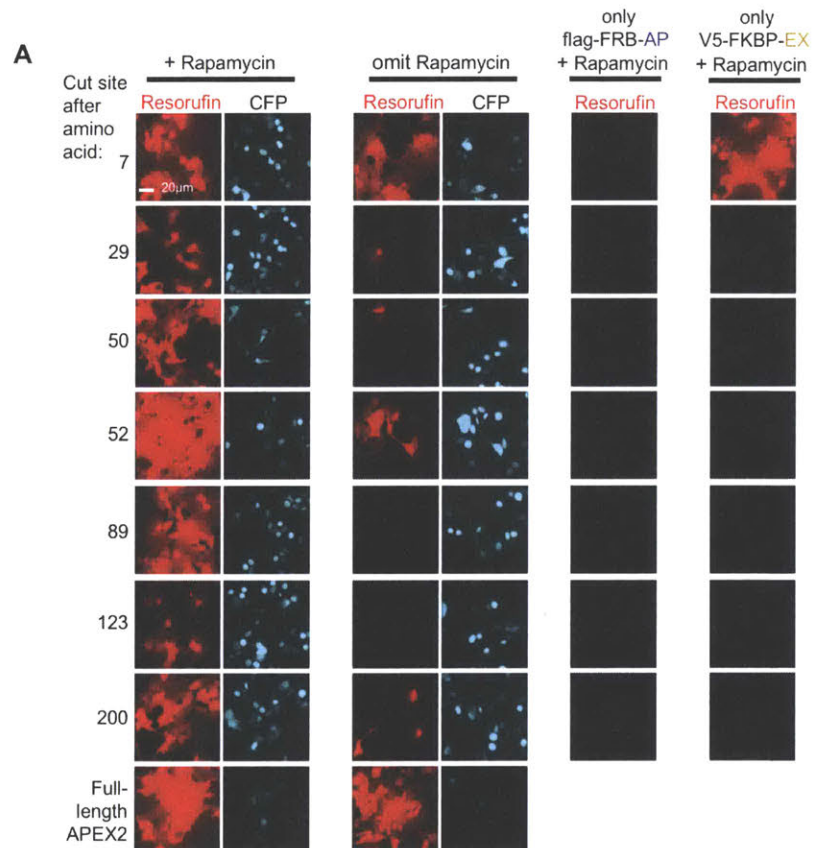 A
Cut site
after
amino
acid:
+ Rapamycin
omit Rapamycin
only
flag-FRB-AP
+ Rapamycin
only
V5-FKBP-EX
+ Rapamycin
Resorufin CFP Resorufin CFP Resorufin Resorufin
7
20µm
29
50
52
89
123
200
Full-
length
APEX2